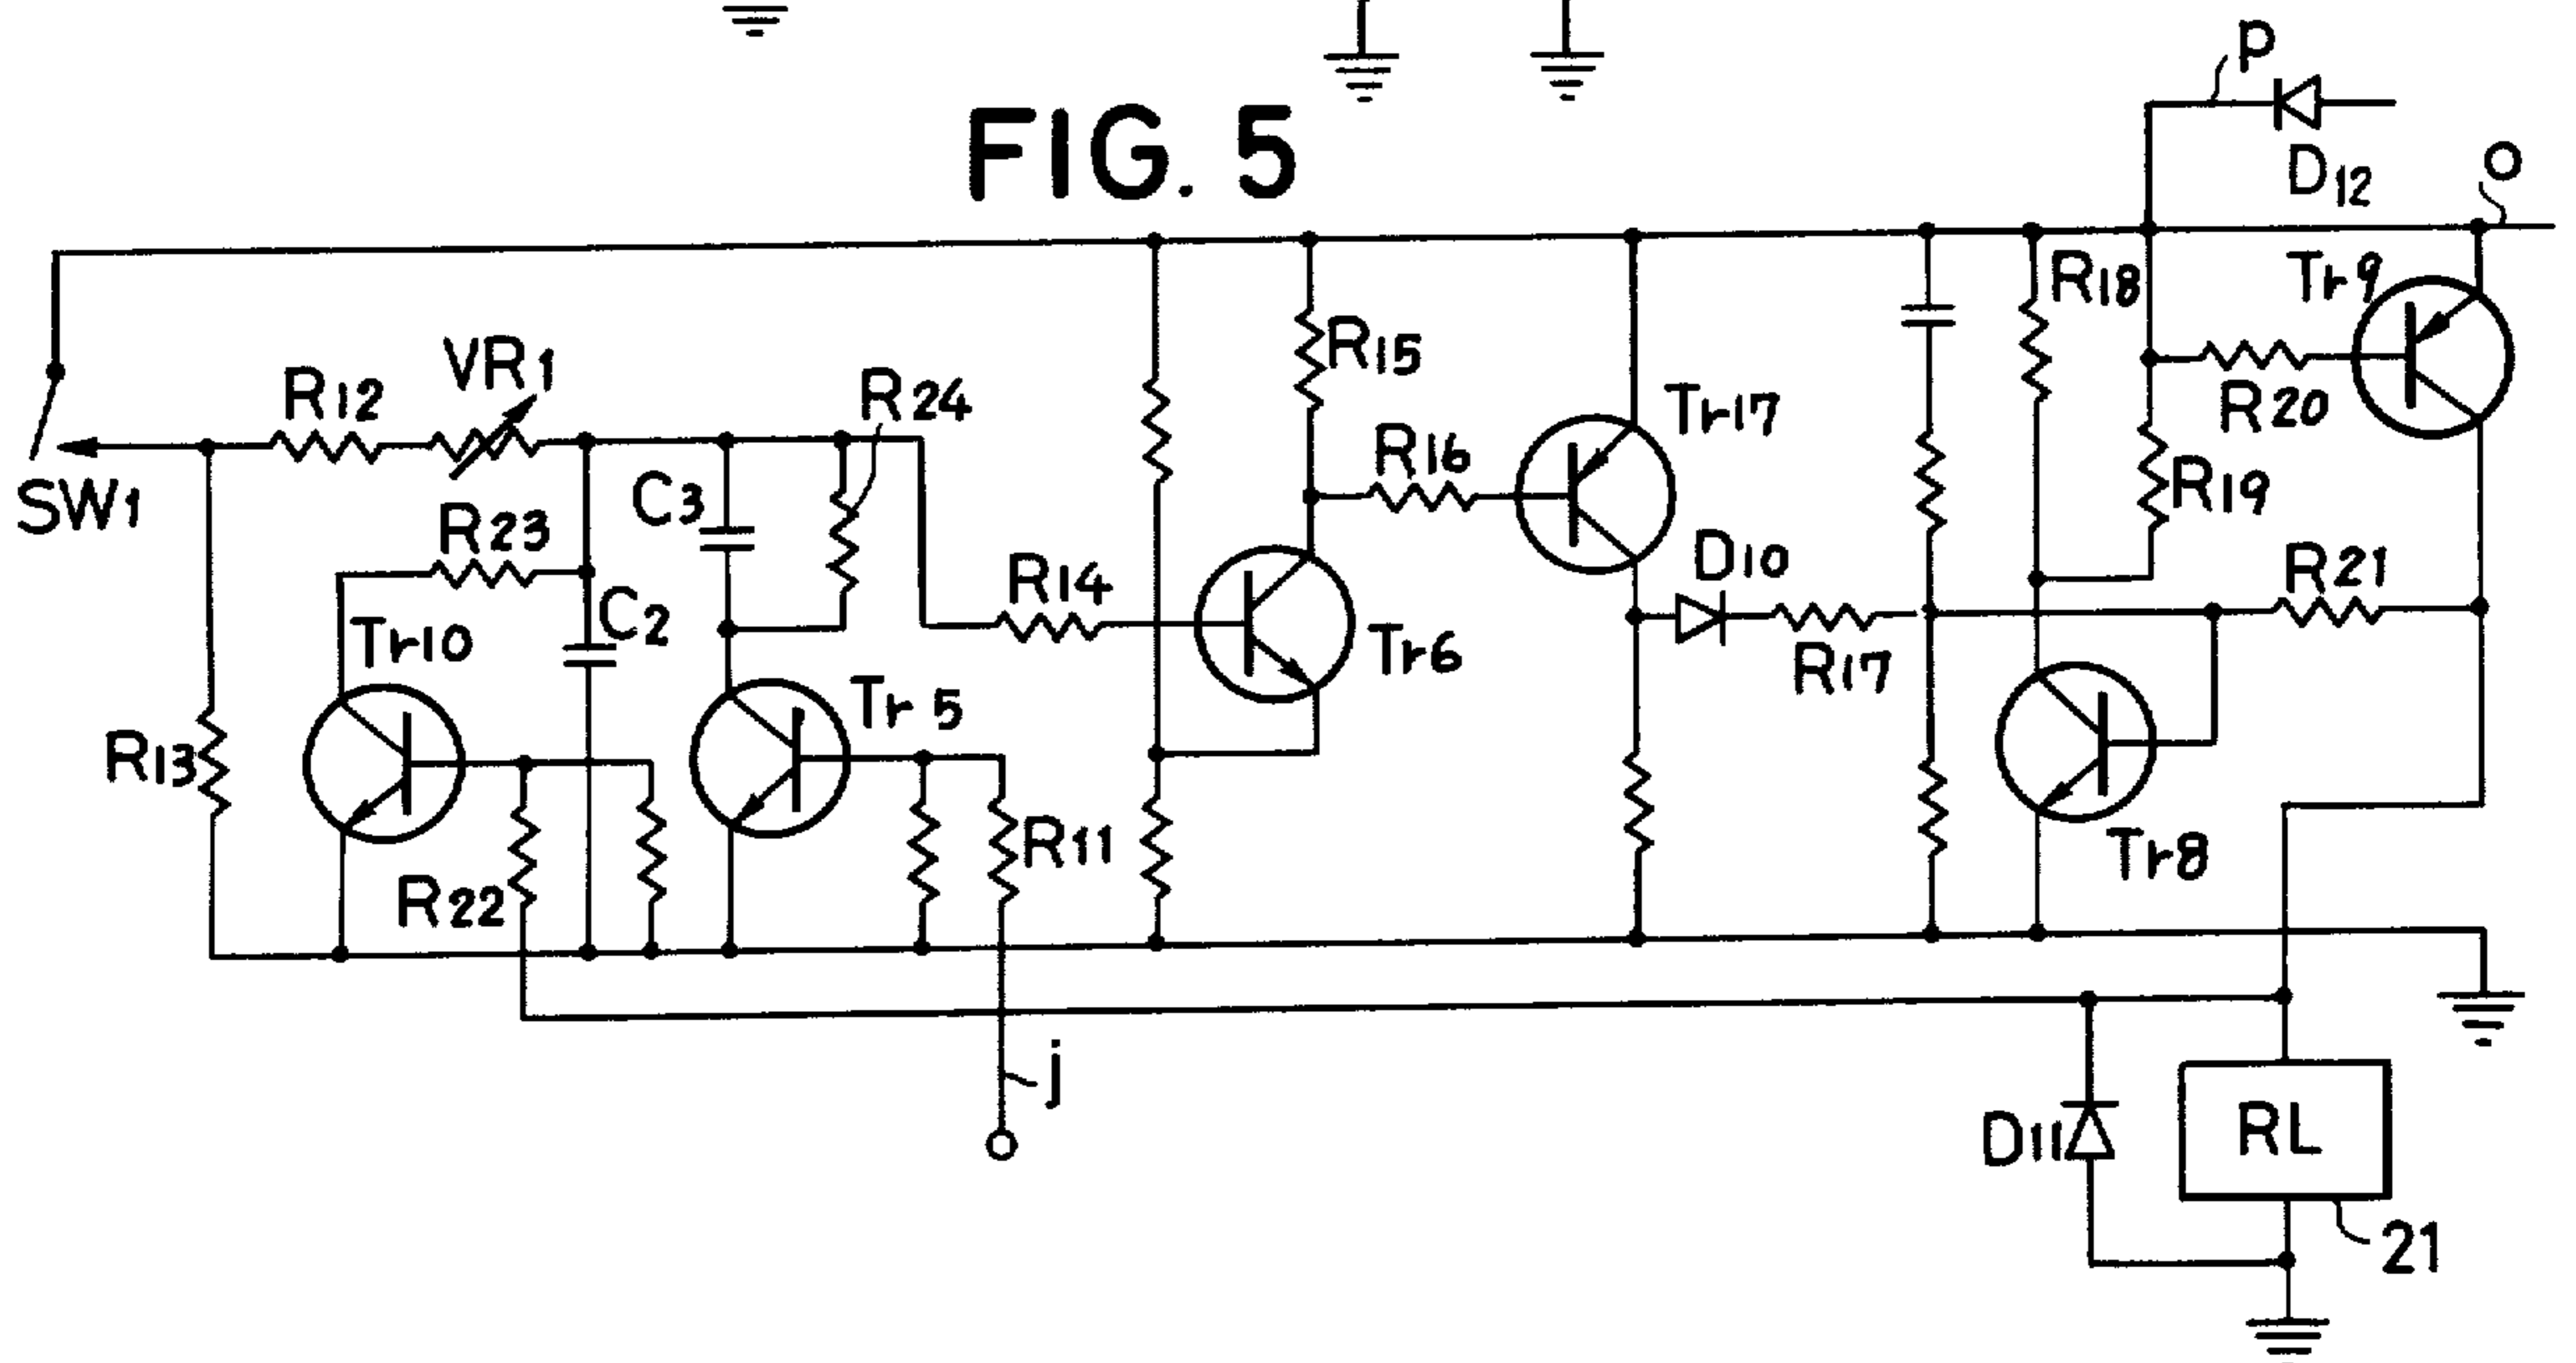 P
FIG. 5
D12
O
R18
Tr9
VR1
R12
R24
R15
Tr17
R20
R16
R19
SW1
R23
C3
R14
D10
R21
Tr10
C2
Tr6
R17
Tr5
R13
R22
R11
Tr8
j
D11
RL
21